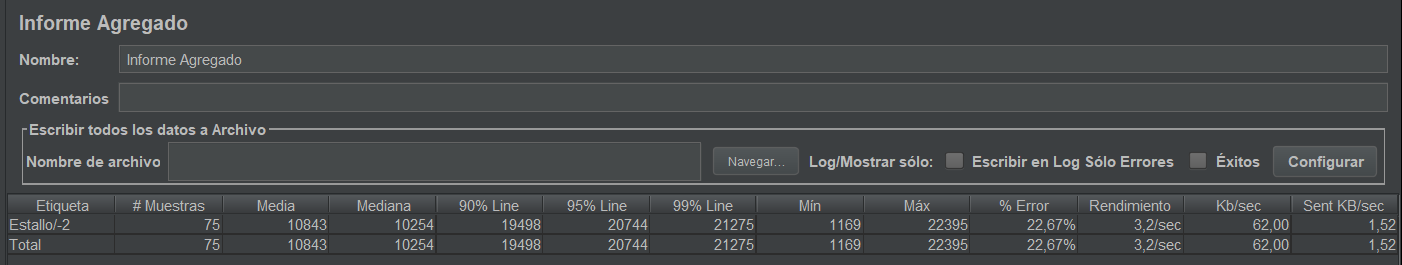 Informe Agregado
Nombre: Informe Agregado
Comentarios
Escribir todos los datos a Archivo
Nombre de archivo Navegar... Log/Mostrar sólo: Escribir en Log Sólo Errores Éxitos Configurar
Etiqueta # Muestras Media Mediana 90% Line 95% Line 99% Line Mín Máx % Error Rendimiento Kb/sec Sent KB/sec
Estallo/-2 75 10843 10254 19498 20744 21275 1169 22395 22,67% 3,2/sec 62,00 1,52
Total 75 10843 10254 19498 20744 21275 1169 22395 22,67% 3,2/sec 62,00 1,52